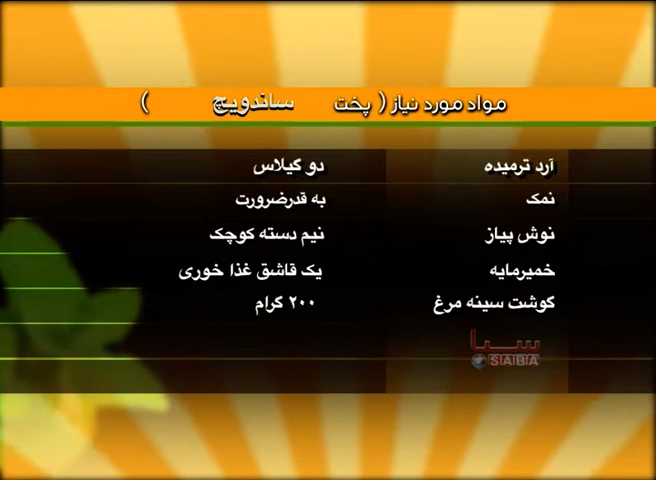 مواد مورد نیاز ( پخت ساندویچ )
آرد ترمیده دو گیلاس
نمک به قدرضرورت
نوش پیاز نیم دسته کوچک
خمیرمایه یک قاشق غذا خوری
گوشت سینه مرغ ۲۰۰ گرام
سبا
SABA